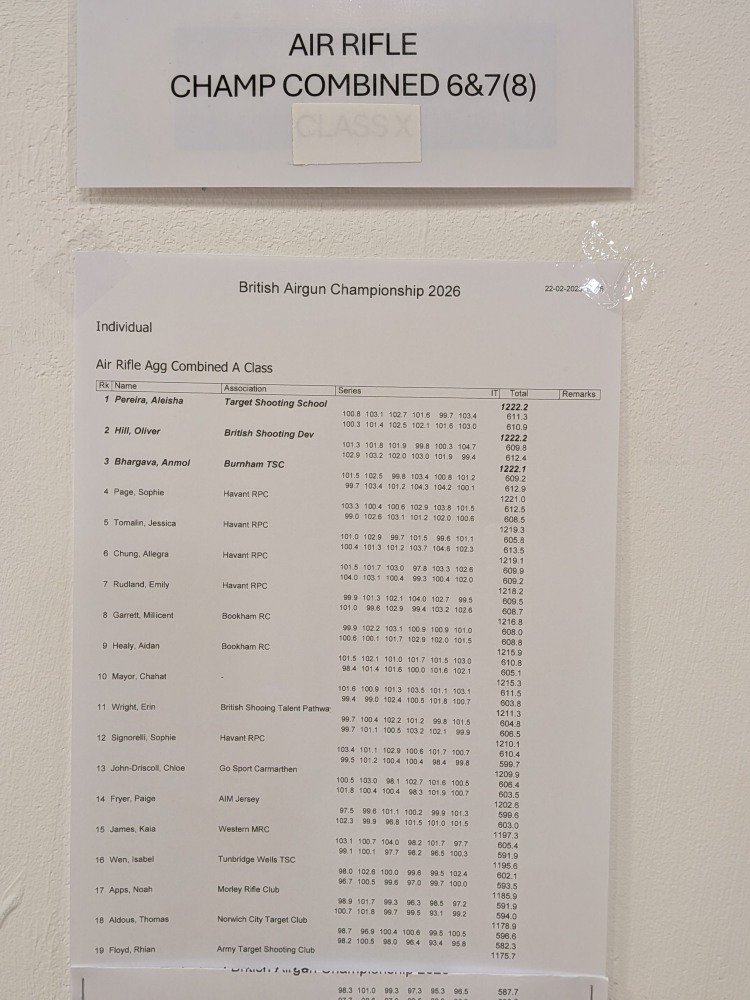 AIR RIFLE
CHAMP COMBINED 6&7(8)
CLASS X
British Airgun Championship 2026
22-02-202
Individual
Air Rifle Agg Combined A Class
Rk Name Association Series IT Total Remarks
1 Pereira, Aleisha Target Shooting School 1222.2
100.8 103.1 102.7 101.6 99.7 103.4 611.3
100.3 101.4 102.5 102.1 101.6 103.0 610.9
2 Hill, Oliver British Shooting Dev 1222.2
101.3 101.8 101.9 99.8 100.3 104.7 609.8
102.9 103.2 102.0 103.0 101.9 99.4 612.4
3 Bhargava, Anmol Burnham TSC 1222.1
101.5 102.5 99.8 103.4 100.8 101.2 609.2
99.7 103.4 101.2 104.3 104.2 100.1 612.9
4 Page, Sophie Havant RPC 1221.0
103.3 100.4 100.6 102.9 103.8 101.5 612.5
99.0 102.6 103.1 101.2 102.0 100.6 608.5
5 Tomalin, Jessica Havant RPC 1219.3
101.0 102.9 99.7 101.5 99.6 101.1 605.8
100.4 101.3 101.2 103.7 104.6 102.3 613.5
6 Chung, Allegra Havant RPC 1219.1
101.5 101.7 103.0 97.8 103.3 102.6 609.9
104.0 103.1 100.4 99.3 100.4 102.0 609.2
7 Rudland, Emily Havant RPC 1218.2
99.9 101.3 102.1 104.0 102.7 99.5 609.5
101.0 99.6 102.9 99.4 103.2 102.6 608.7
8 Garrett, Millicent Bookham RC 1216.8
99.9 102.2 103.1 100.9 100.9 101.0 608.0
100.6 100.1 101.7 102.9 102.0 101.5 608.8
9 Healy, Aidan Bookham RC 1215.9
101.5 102.1 101.0 101.7 101.5 103.0 610.8
98.4 101.4 101.6 100.0 101.6 102.1 605.1
10 Mayor, Chahat - 1215.3
101.6 100.9 101.3 103.5 101.1 103.1 611.5
99.4 99.0 102.4 100.5 101.8 100.7 603.8
11 Wright, Erin British Shooing Talent Pathwa 1211.3
99.7 100.4 102.2 101.2 99.8 101.5 604.8
99.7 101.1 100.5 103.2 102.1 99.9 606.5
12 Signorelli, Sophie Havant RPC 1210.1
103.4 101.1 102.9 100.6 101.7 100.7 610.4
99.5 101.2 100.4 100.4 98.4 99.8 599.7
13 John-Driscoll, Chloe Go Sport Carmarthen 1209.9
100.5 103.0 98.1 102.7 101.6 100.5 606.4
101.8 100.4 100.4 98.3 101.9 100.7 603.5
14 Fryer, Paige AIM Jersey 1202.6
97.5 99.6 101.1 100.2 99.9 101.3 599.6
102.3 99.9 96.8 101.5 101.0 101.5 603.0
15 James, Kaia Western MRC 1197.3
103.1 100.7 104.0 98.2 101.7 97.7 605.4
99.1 100.1 97.7 98.2 96.5 100.3 591.9
16 Wen, Isabel Tunbridge Wells TSC 1195.6
98.0 102.6 100.0 99.6 99.5 102.4 602.1
96.7 100.5 99.6 97.0 99.7 100.0 593.5
17 Apps, Noah Morley Rifle Club 1185.9
98.9 101.7 99.3 96.3 98.5 97.2 591.9
100.7 101.8 99.7 99.5 93.1 99.2 594.0
18 Aldous, Thomas Norwich City Target Club 1178.9
98.7 96.9 100.4 100.6 99.5 100.5 596.6
98.2 100.5 98.0 96.4 93.4 95.8 582.3
19 Floyd, Rhian Army Target Shooting Club 1175.7
British Airgun Championship 2026
98.3 101.0 99.3 97.3 95.3 96.5 587.7